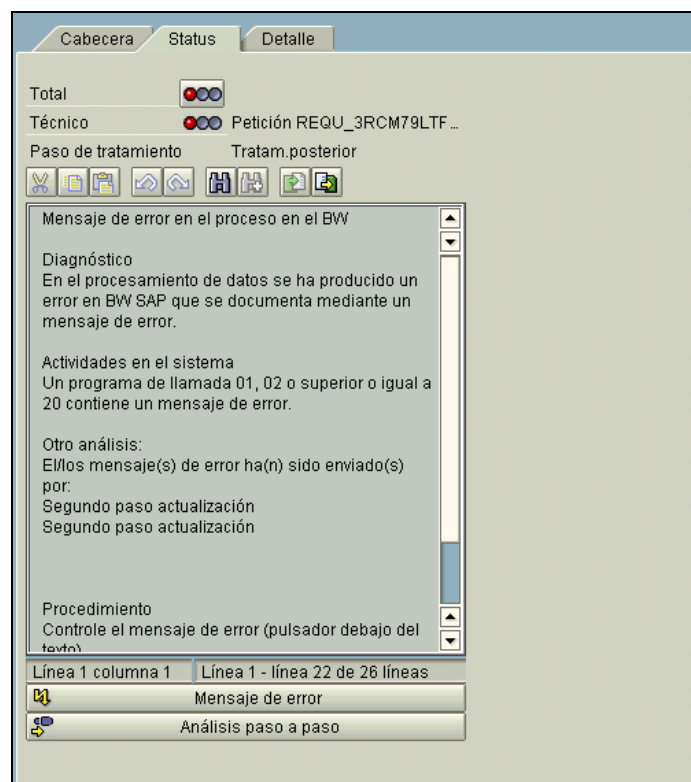 Cabecera Status Detalle
Total
Técnico Petición REQU_3RCM79LTF...
Paso de tratamiento Tratam.posterior
Mensaje de error en el proceso en el BW
Diagnóstico
En el procesamiento de datos se ha producido un
error en BW SAP que se documenta mediante un
mensaje de error.
Actividades en el sistema
Un programa de llamada 01, 02 o superior o igual a
20 contiene un mensaje de error.
Otro análisis:
El/los mensaje(s) de error ha(n) sido enviado(s)
por:
Segundo paso actualización
Segundo paso actualización
Procedimiento
Controle el mensaje de error (pulsador debajo del
texto)
Línea 1 columna 1 Línea 1 - línea 22 de 26 líneas
Mensaje de error
Análisis paso a paso